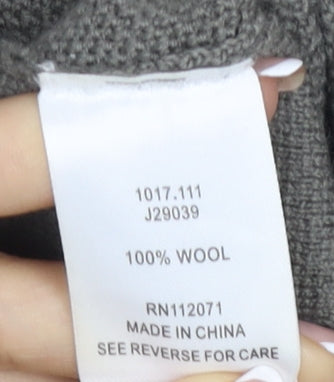 1017.111
J29039
100% WOOL
RN112071
MADE IN CHINA
SEE REVERSE FOR CARE